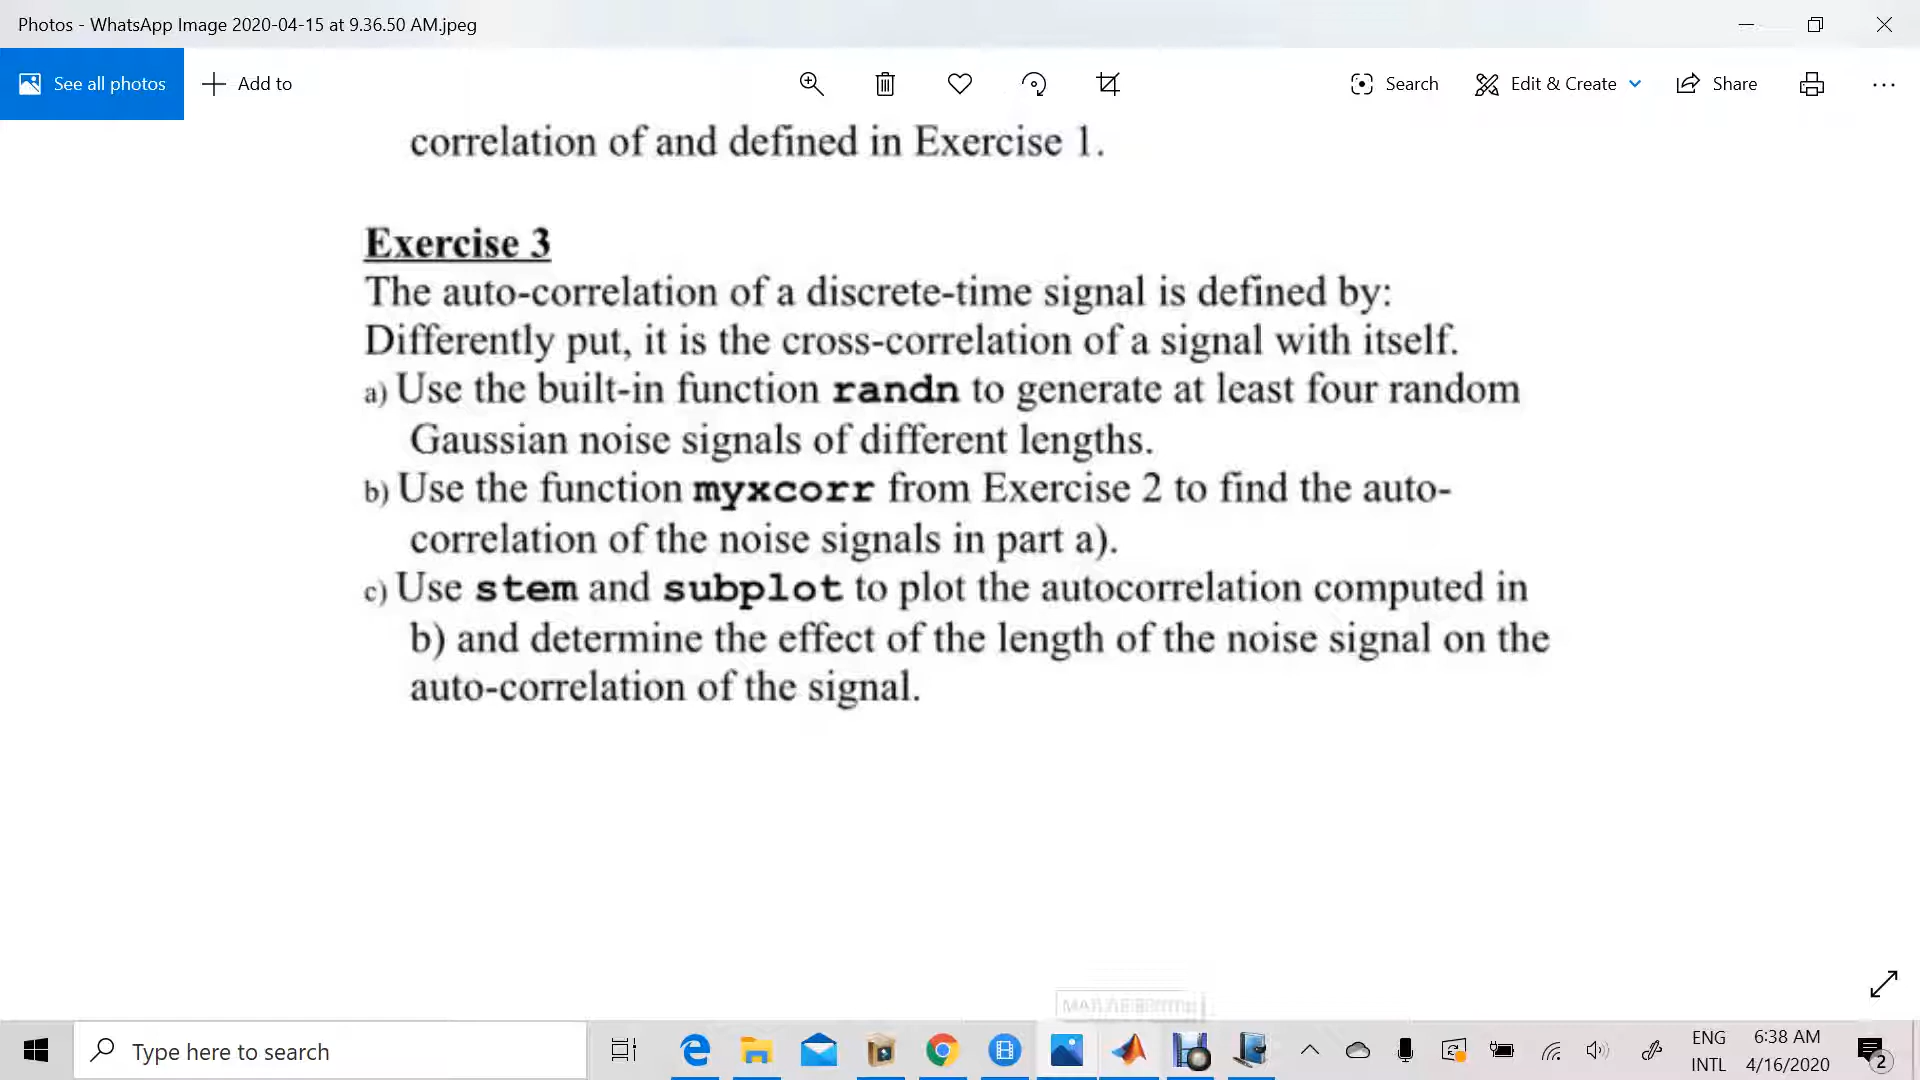 Photos - WhatsApp Image 2020-04-15 at 9.36.50 AM.jpeg
See all photos
Add to
Search
Edit & Create
Share
correlation of and defined in Exercise 1.
Exercise 3
The auto-correlation of a discrete-time signal is defined by:
Differently put, it is the cross-correlation of a signal with itself.
a) Use the built-in function randn to generate at least four random
Gaussian noise signals of different lengths.
b) Use the function myxcorr from Exercise 2 to find the auto-
correlation of the noise signals in part a).
c) Use stem and subplot to plot the autocorrelation computed in
b) and determine the effect of the length of the noise signal on the
auto-correlation of the signal.
Type here to search
ENG
INTL
6:38 AM
4/16/2020
2